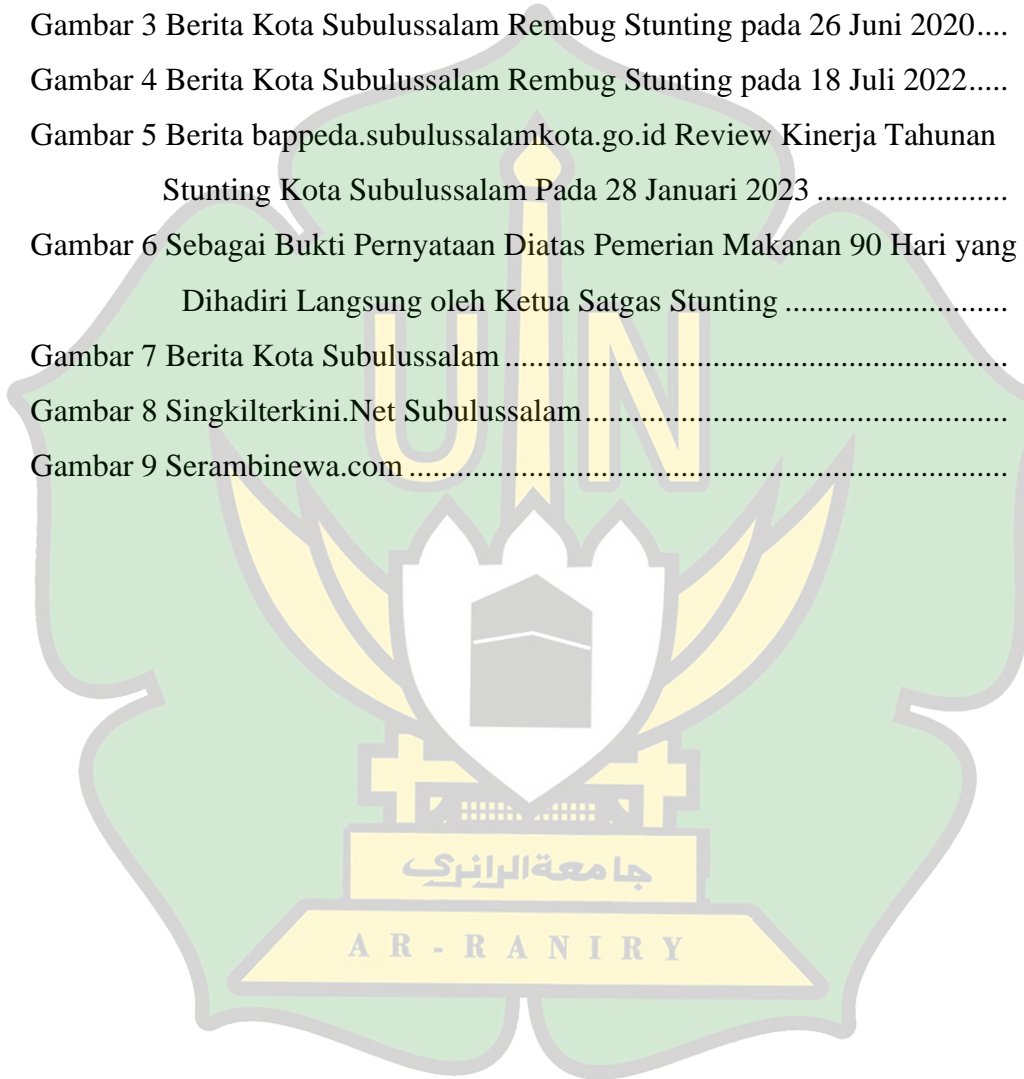 Gambar 3 Berita Kota Subulussalam Rembug Stunting pada 26 Juni 2020....
Gambar 4 Berita Kota Subulussalam Rembug Stunting pada 18 Juli 2022.....
Gambar 5 Berita bappeda.subulussalamkota.go.id Review Kinerja Tahunan
Stunting Kota Subulussalam Pada 28 Januari 2023 ........................
Gambar 6 Sebagai Bukti Pernyataan Diatas Pemerian Makanan 90 Hari yang
Dihadiri Langsung oleh Ketua Satgas Stunting ............................
Gambar 7 Berita Kota Subulussalam ...............................................................
Gambar 8 Singkilterkini.Net Subulussalam .....................................................
Gambar 9 Serambinewa.com ...........................................................................
UIN
جامعةالرانري
AR-RANIRY